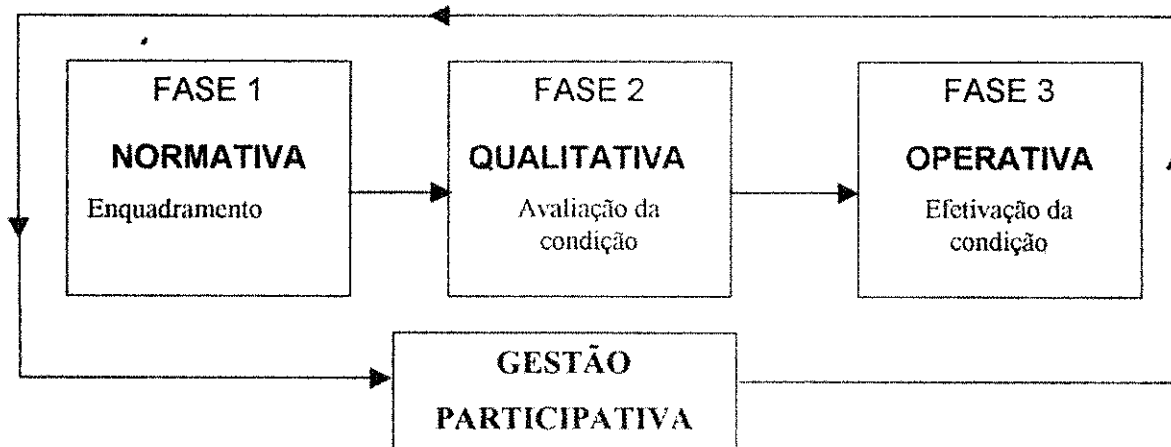 FASE 1
NORMATIVA
Enquadramento
FASE 2
QUALITATIVA
Avaliação da
condição
FASE 3
OPERATIVA
Efetivação da
condição
GESTÃO
PARTICIPATIVA